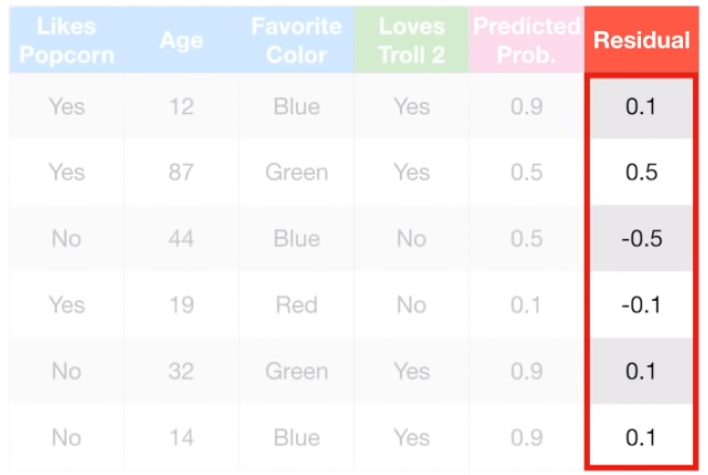 Likes Popcorn Age Favorite Color Loves Troll 2 Predicted Prob. Residual
Yes 12 Blue Yes 0.9 0.1
Yes 87 Green Yes 0.5 0.5
No 44 Blue No 0.5 -0.5
Yes 19 Red No 0.1 -0.1
No 32 Green Yes 0.9 0.1
No 14 Blue Yes 0.9 0.1